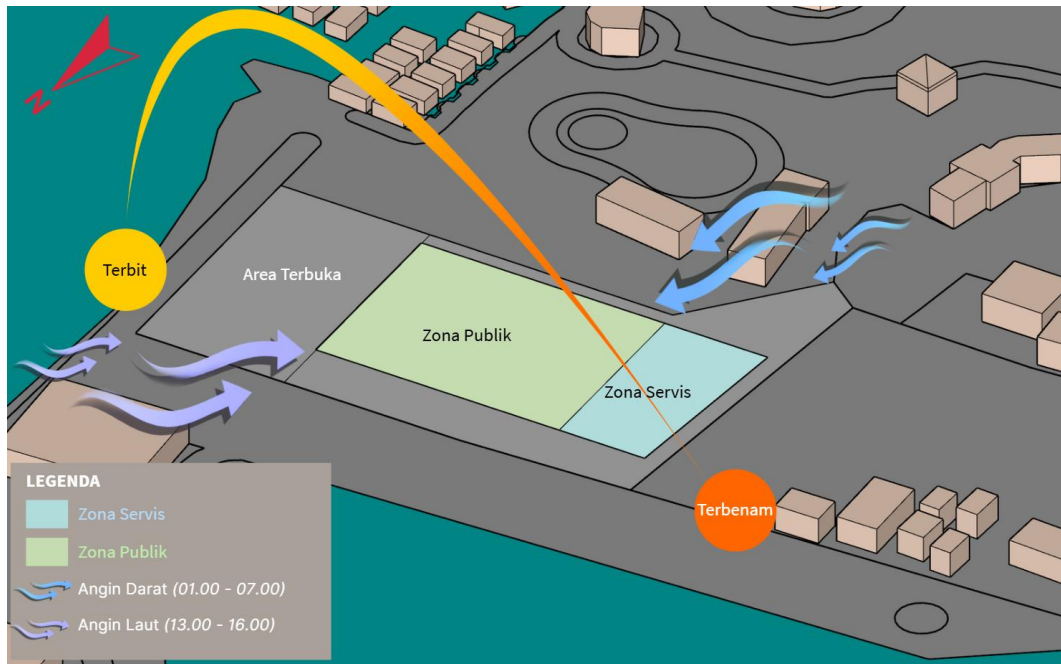 N
Terbit
Area Terbuka
Zona Publik
Zona Servis
Terbenam
LEGENDA
Zona Servis
Zona Publik
Angin Darat (01.00 - 07.00)
Angin Laut (13.00 - 16.00)